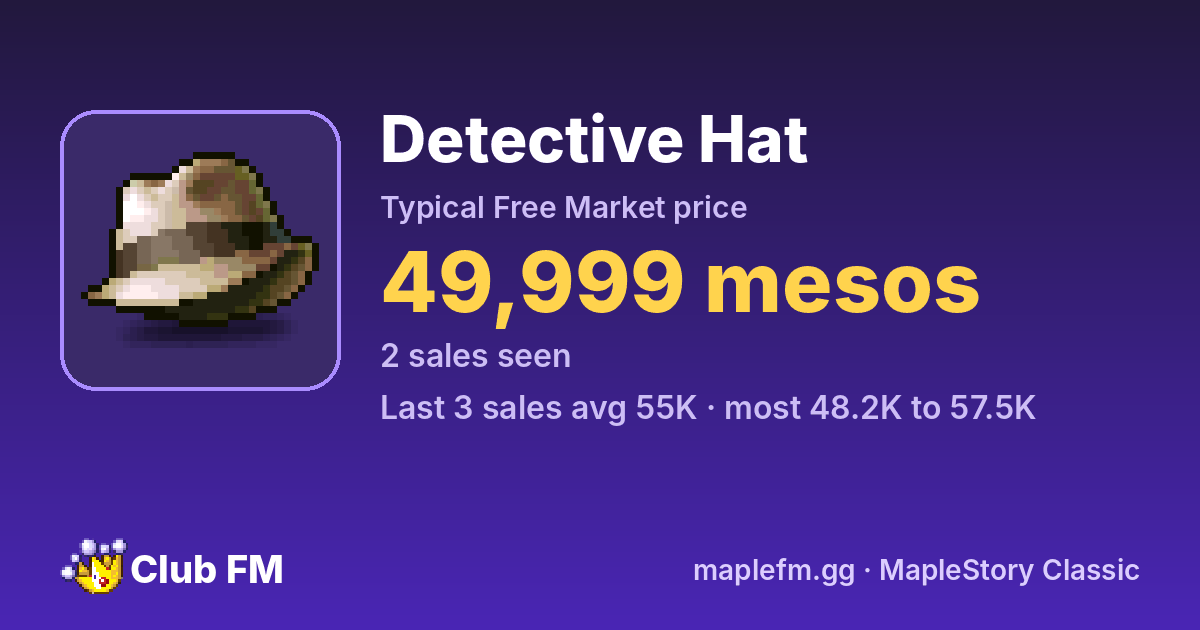 Detective Hat
Typical Free Market price
49,999 mesos
2 sales seen
Last 3 sales avg 55K · most 48.2K to 57.5K
Club FM
maplefm.gg · MapleStory Classic